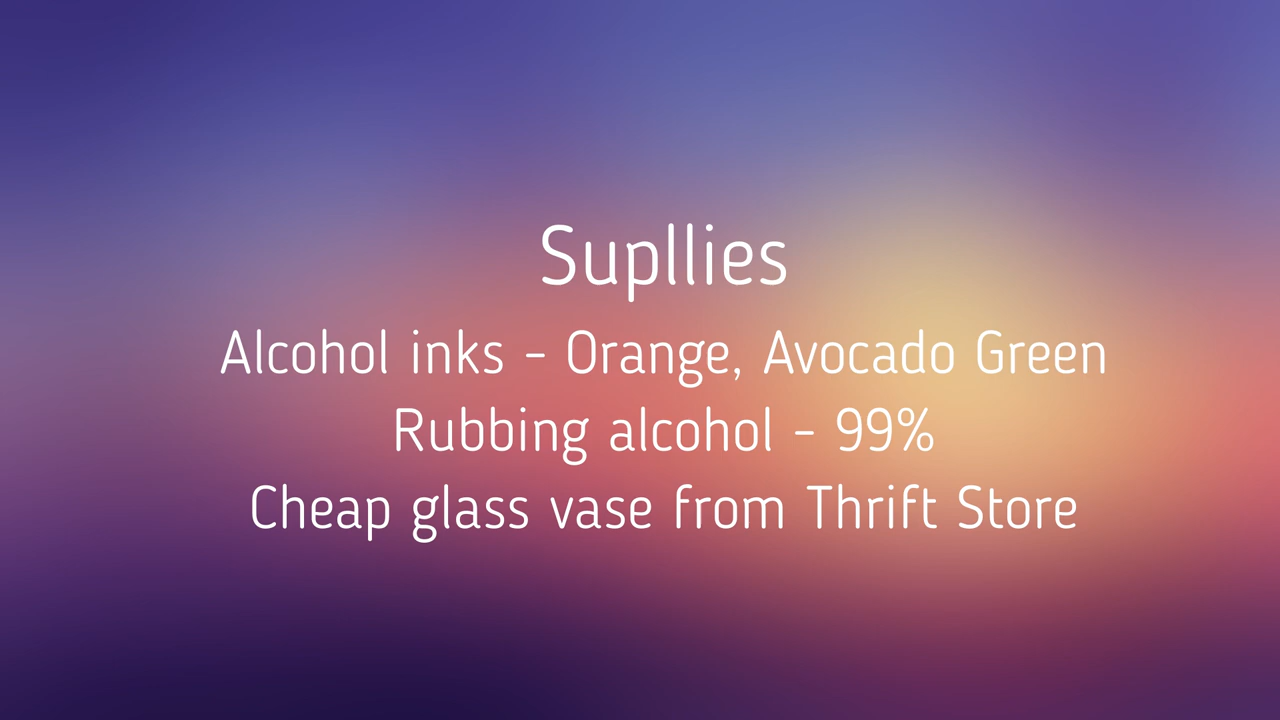 Supllies
Alcohol inks - Orange, Avocado Green
Rubbing alcohol - 99%
Cheap glass vase from Thrift Store